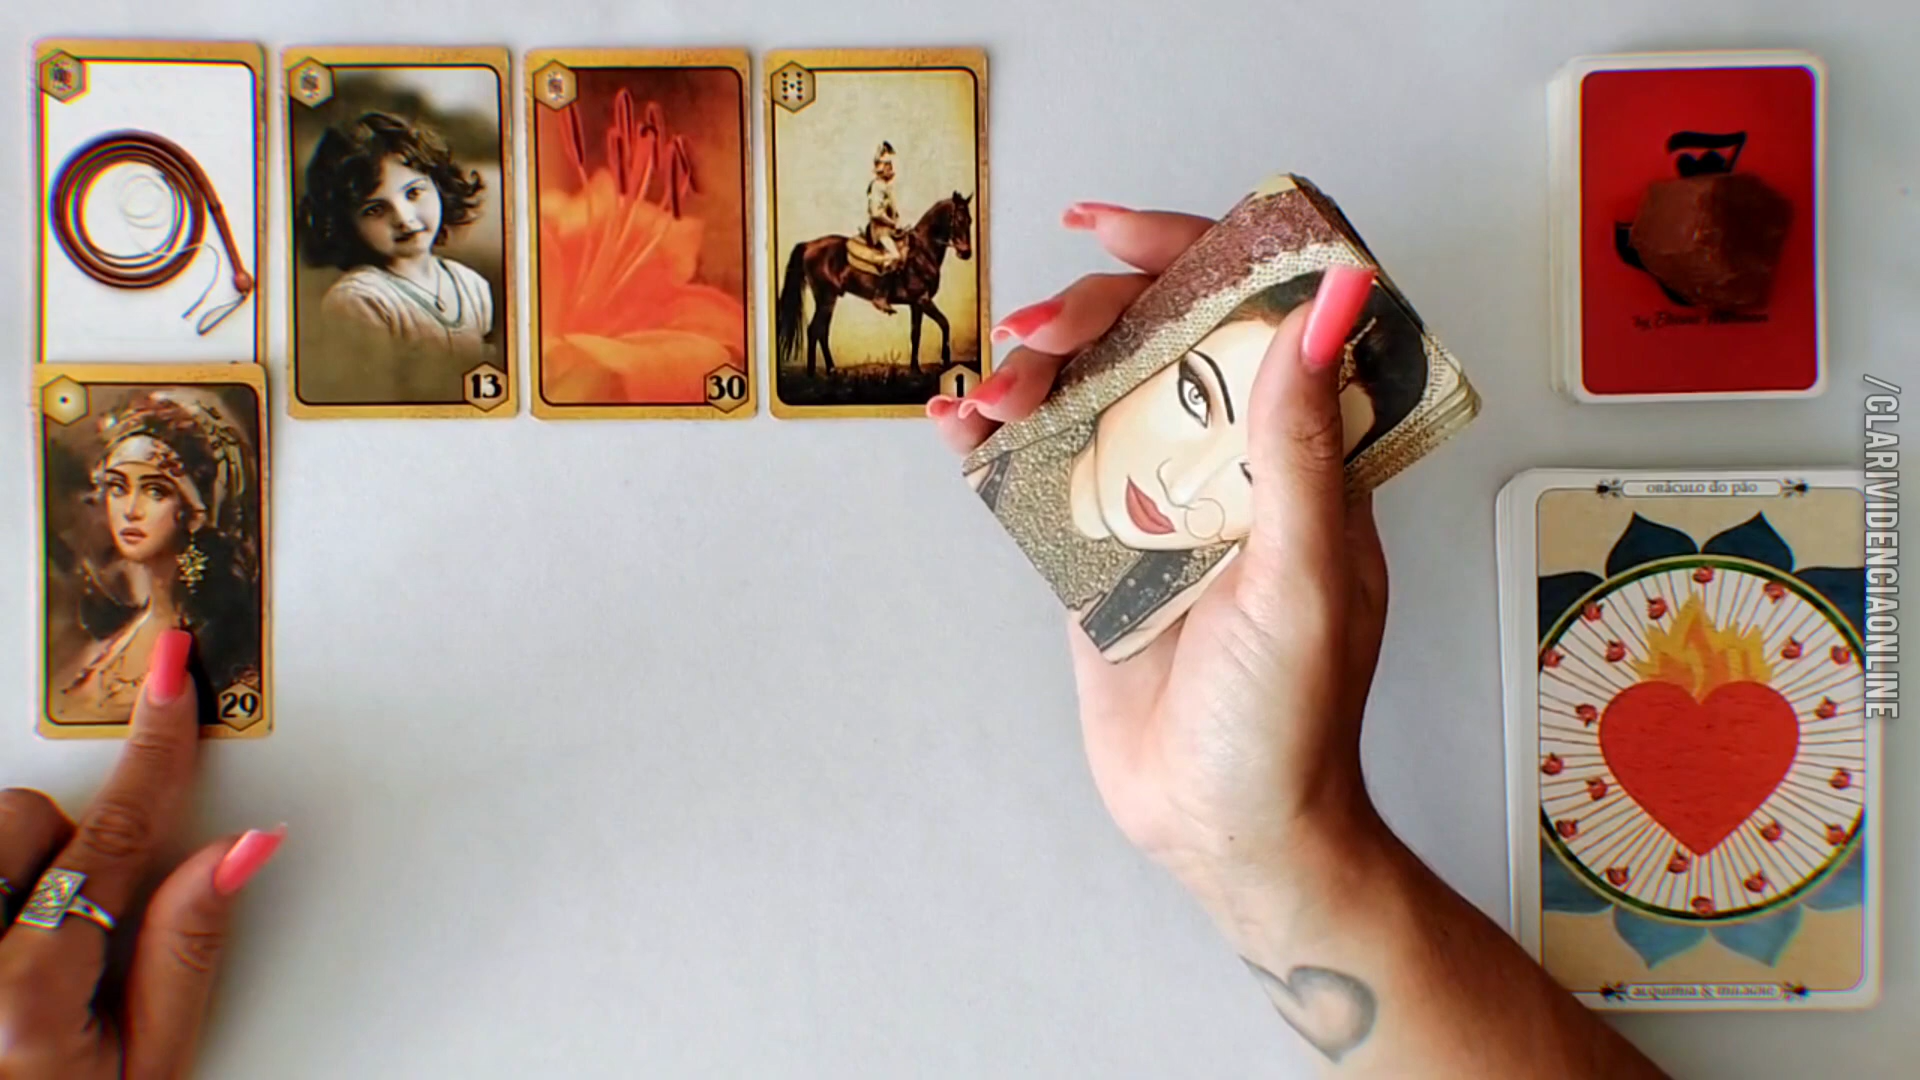 13
30
1
29
ORÁCULO do PÃO
alquimia & milagre
/CLARIVIDENCIAONLINE